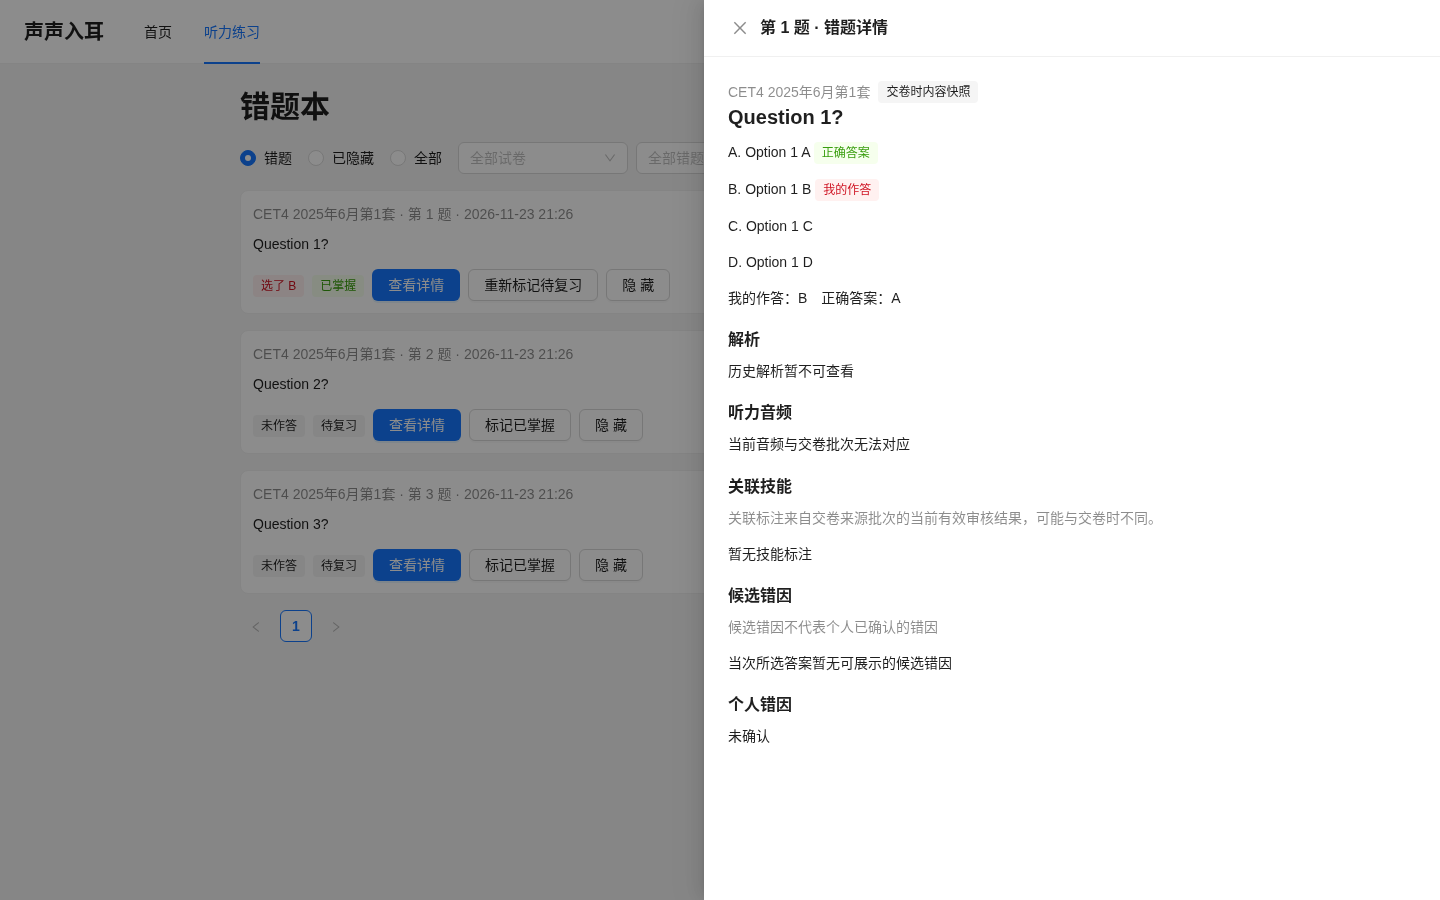 声声入耳 首页 听力练习
错题本
错题 已隐藏 全部 全部试卷 全部错题
CET4 2025年6月第1套 · 第 1 题 · 2026-11-23 21:26
Question 1?
选了 B 已掌握 查看详情 重新标记待复习 隐 藏
CET4 2025年6月第1套 · 第 2 题 · 2026-11-23 21:26
Question 2?
未作答 待复习 查看详情 标记已掌握 隐 藏
CET4 2025年6月第1套 · 第 3 题 · 2026-11-23 21:26
Question 3?
未作答 待复习 查看详情 标记已掌握 隐 藏
1
第 1 题 · 错题详情
CET4 2025年6月第1套 交卷时内容快照
Question 1?
A. Option 1 A 正确答案
B. Option 1 B 我的作答
C. Option 1 C
D. Option 1 D
我的作答：B 正确答案：A
解析
历史解析暂不可查看
听力音频
当前音频与交卷批次无法对应
关联技能
关联标注来自交卷来源批次的当前有效审核结果，可能与交卷时不同。
暂无技能标注
候选错因
候选错因不代表个人已确认的错因
当次所选答案暂无可展示的候选错因
个人错因
未确认